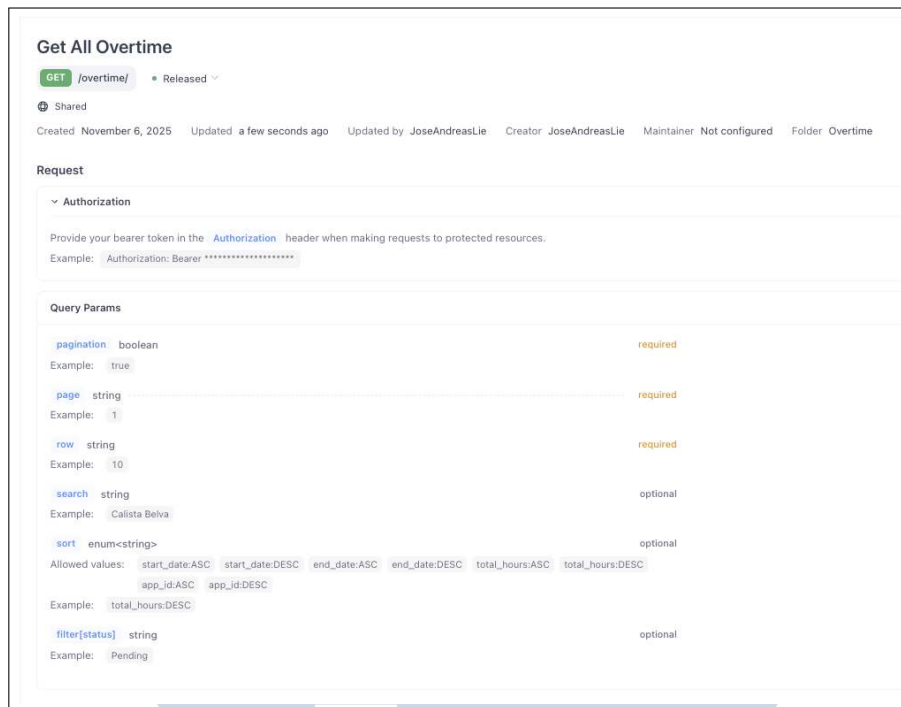 Get All Overtime
GET /overtime/ Released
Shared
Created November 6, 2025 Updated a few seconds ago Updated by JoseAndreasLie Creator JoseAndreasLie Maintainer Not configured Folder Overtime
Request
Authorization
Provide your bearer token in the Authorization header when making requests to protected resources.
Example: Authorization: Bearer ********************
Query Params
pagination boolean required
Example: true
page string required
Example: 1
row string required
Example: 10
search string optional
Example: Calista Belva
sort enum<string> optional
Allowed values: start_date:ASC start_date:DESC end_date:ASC end_date:DESC total_hours:ASC total_hours:DESC
app_id:ASC app_id:DESC
Example: total_hours:DESC
filter[status] string optional
Example: Pending